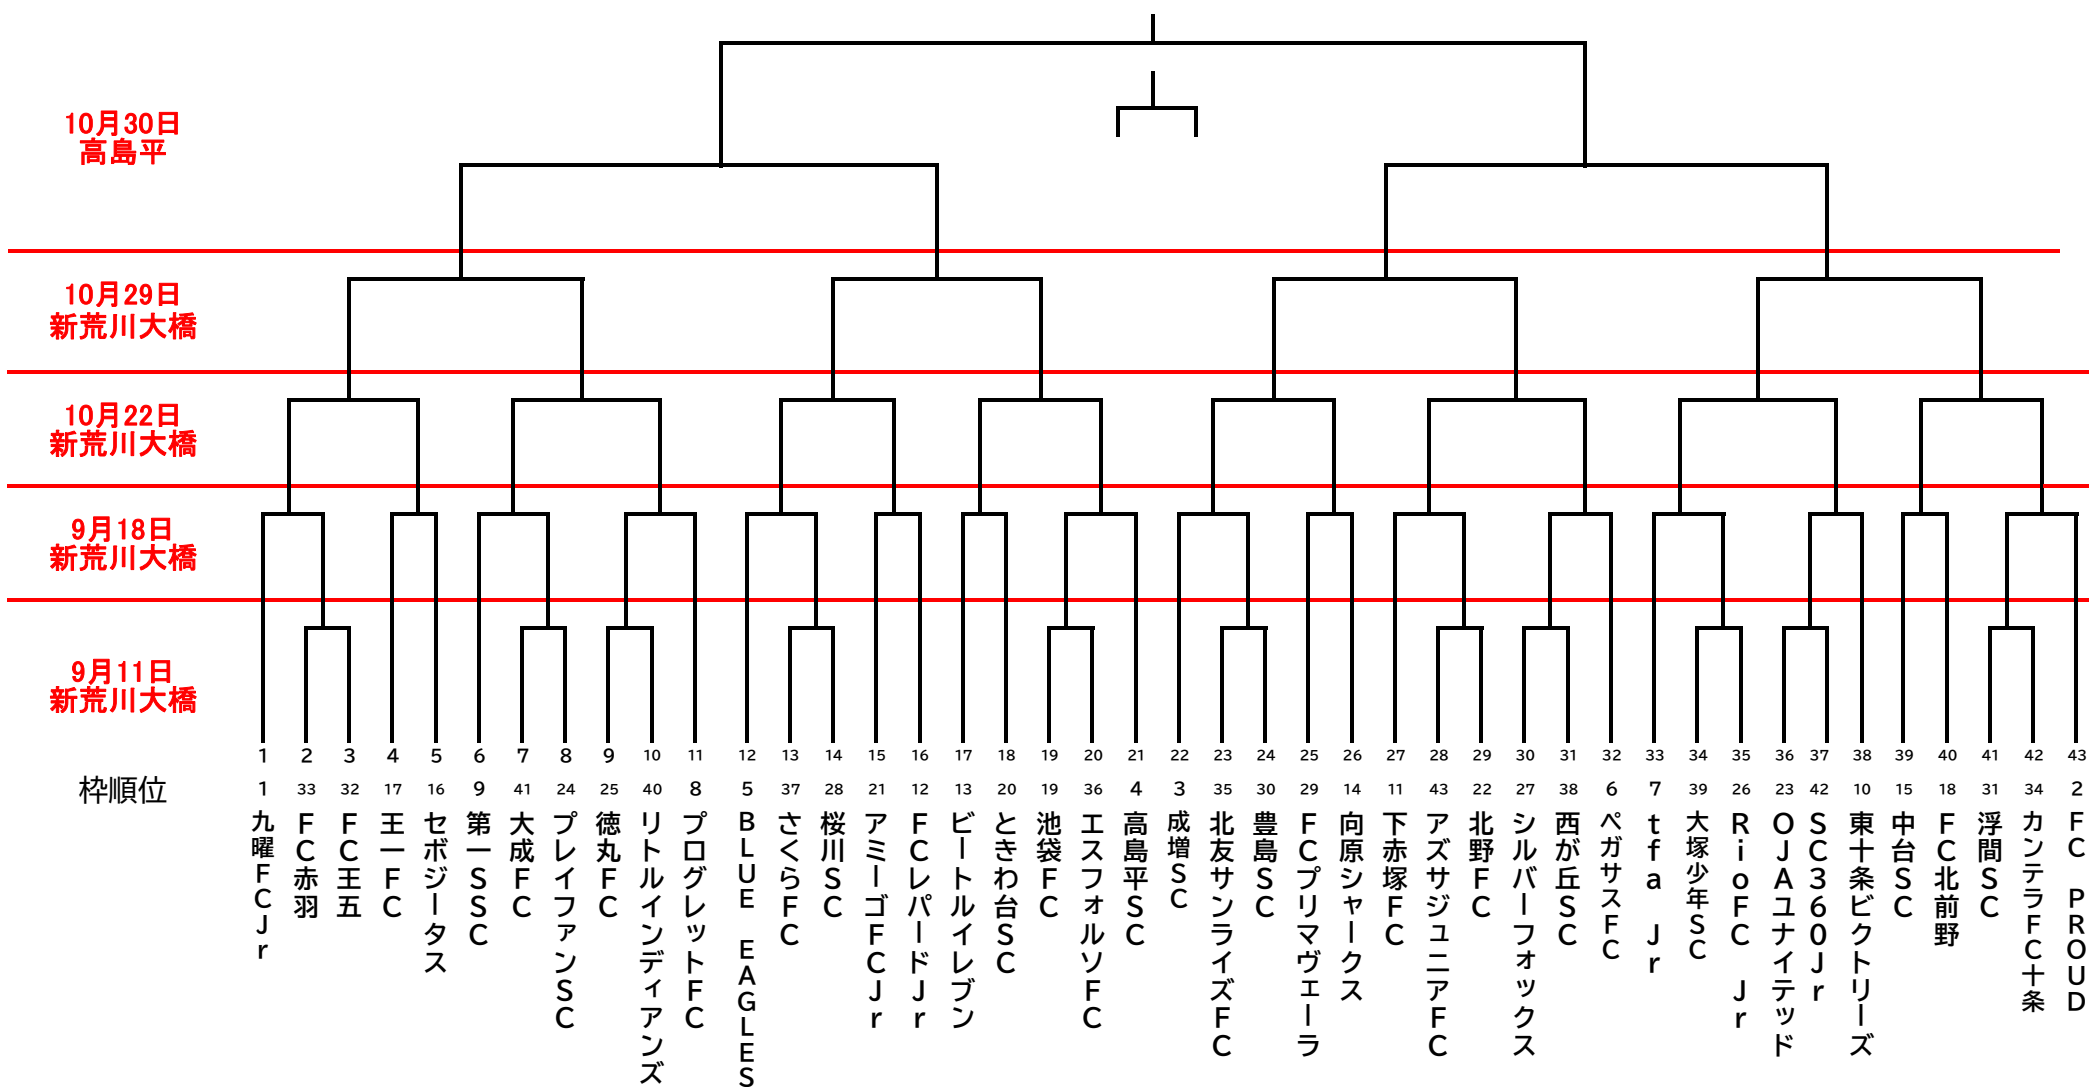 10月30日
高島平
10月29日
新荒川大橋
10月22日
新荒川大橋
9月18日
新荒川大橋
9月11日
新荒川大橋
1 2 3 4 5 6 7 8 9 10 11 12 13 14 15 16 17 18 19 20 21 22 23 24 25 26 27 28 29 30 31 32 33 34 35 36 37 38 39 40 41 42 43
枠順位 1 33 32 17 16 9 41 24 25 40 8 5 37 28 21 12 13 20 19 36 4 3 35 30 29 14 11 43 22 27 38 6 7 39 26 23 42 10 15 18 31 34 2
九曜FCJr
FC赤羽
FC王五
王一FC
セボジータス
第一SSC
大成FC
プレイファンSC
徳丸FC
リトルインディアンズ
プログレットFC
BLUE EAGLES
さくらFC
桜川SC
アミーゴFCJr
FCレパードJr
ビートルイレブン
ときわ台SC
池袋FC
エスフォルソFC
高島平SC
成増SC
北友サンライズFC
豊島SC
FCプリマヴェーラ
向原シャークス
下赤塚FC
アズサジュニアFC
北野FC
シルバーフォックス
西が丘SC
ペガサスFC
tfa Jr
大塚少年SC
RioFC Jr
OJAユナイテッド
SC360Jr
東十条ビクトリーズ
中台SC
FC北前野
浮間SC
カンテラFC十条
FC PROUD